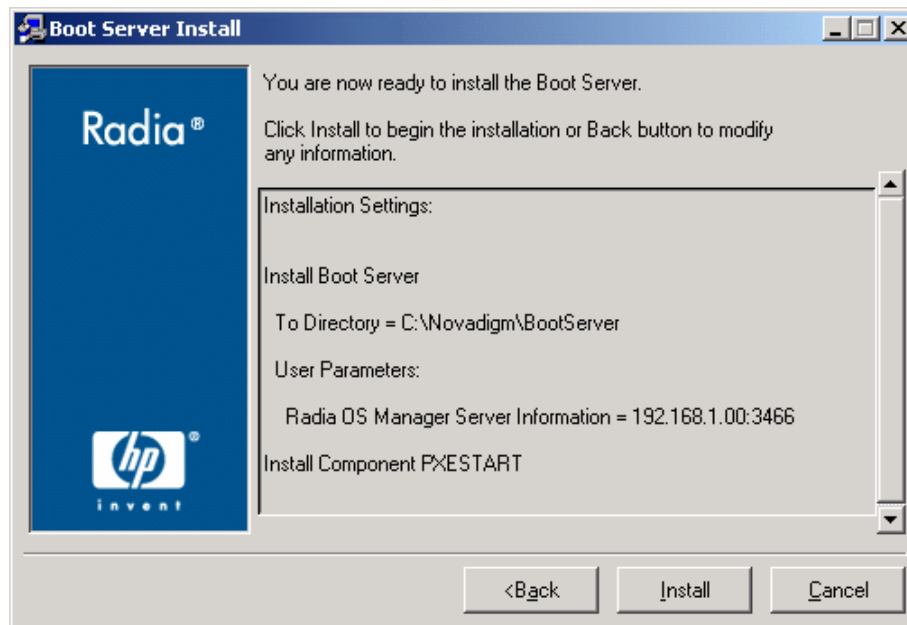 Boot Server Install
Radia®
You are now ready to install the Boot Server.
Click Install to begin the installation or Back button to modify
any information.
Installation Settings:
Install Boot Server
To Directory = C:\Novadigm\BootServer
User Parameters:
Radia OS Manager Server Information = 192.168.1.00:3466
Install Component PXESTART
hp®
invent
<Back
Install
Cancel